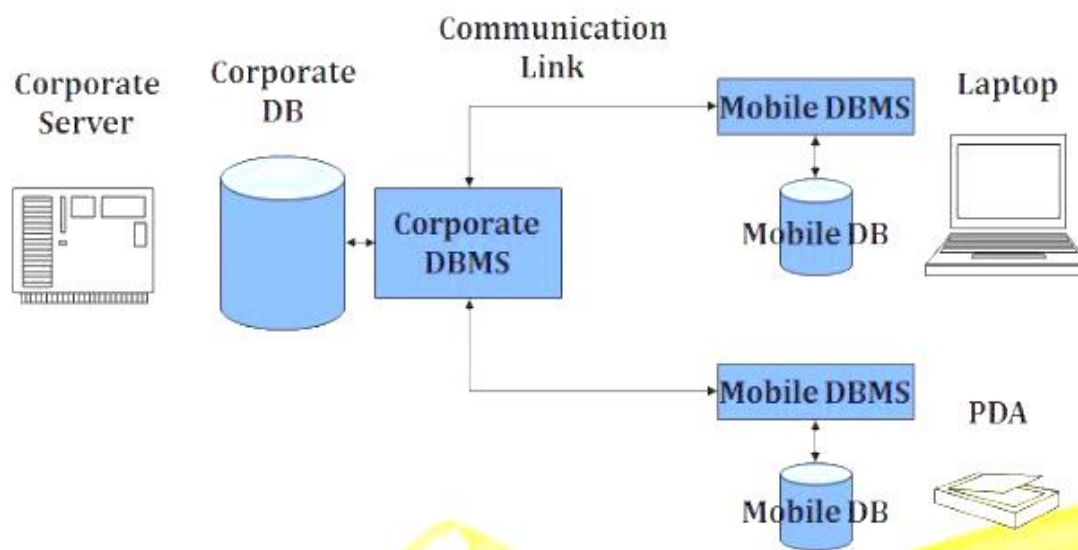 Communication
Link
Corporate
Server
Corporate
DB
Mobile DBMS
Laptop
Corporate
DBMS
Mobile DB
Mobile DBMS
PDA
Mobile DB